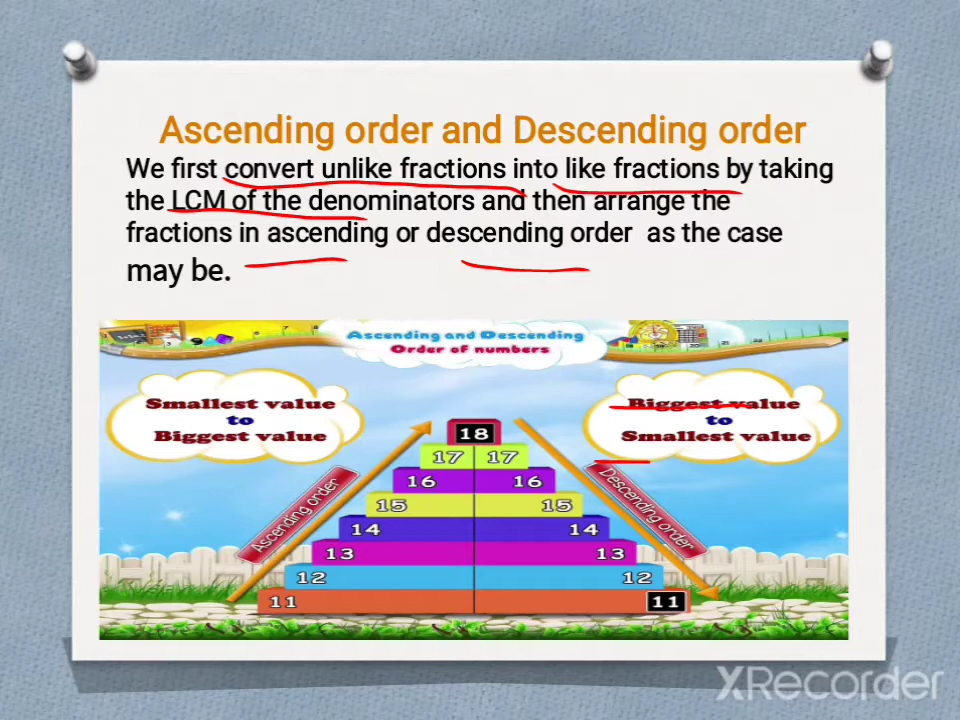 Ascending order and Descending order
We first convert unlike fractions into like fractions by taking
the LCM of the denominators and then arrange the
fractions in ascending or descending order as the case
may be.
Ascending and Descending
Order of numbers
Smallest value
to
Biggest value
Biggest value
to
Smallest value
Ascending order
Descending order
18
17 17
16 16
15 15
14 14
13 13
12 12
11 11
XRecorder